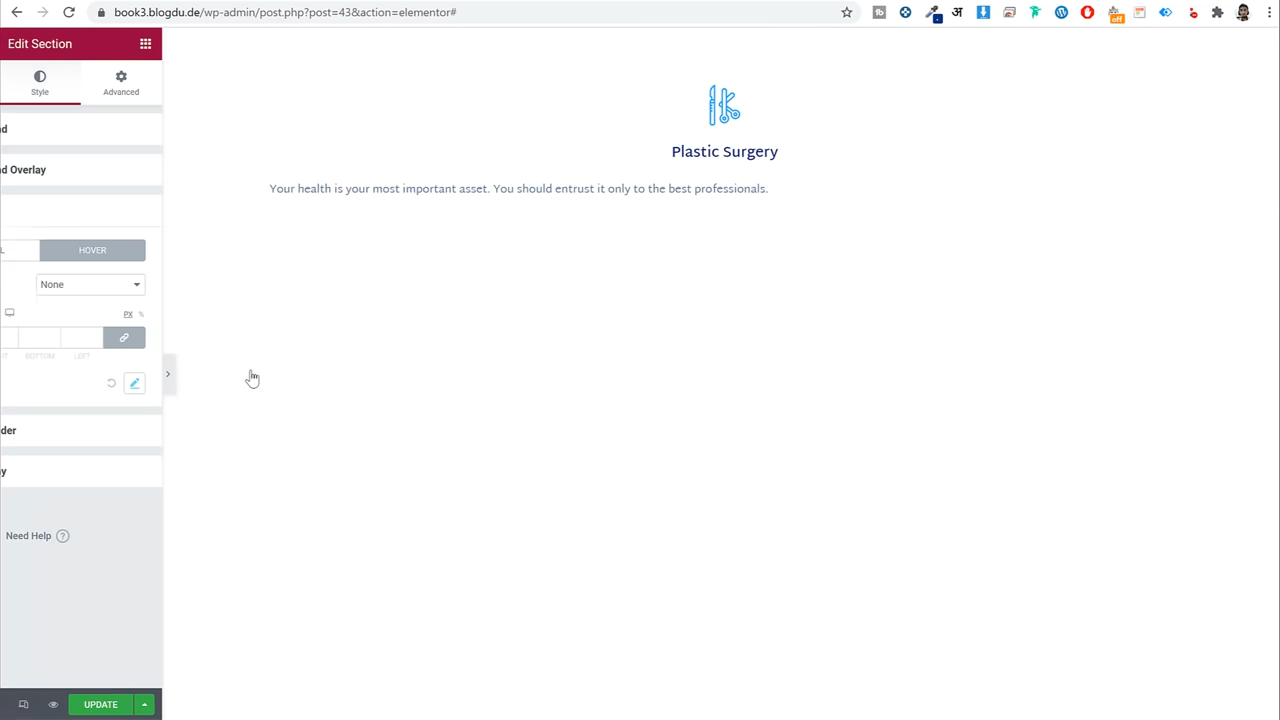 book3.blogdu.de/wp-admin/post.php?post=43&action=elementor#
अ
off
Edit Section
Style
Advanced
d Overlay
HOVER
None
PX %
BOTTOM LEFT
Need Help ?
UPDATE
Plastic Surgery
Your health is your most important asset. You should entrust it only to the best professionals.